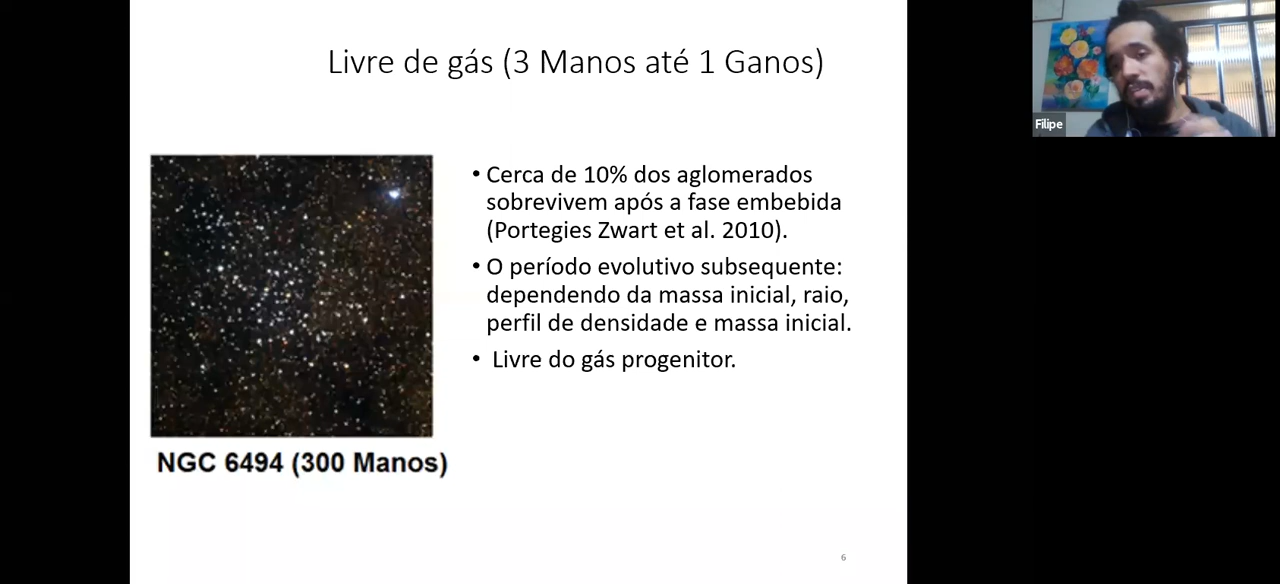 Livre de gás (3 Manos até 1 Ganos)
Filipe
• Cerca de 10% dos aglomerados
sobrevivem após a fase embebida
(Portegies Zwart et al. 2010).
• O período evolutivo subsequente:
dependendo da massa inicial, raio,
perfil de densidade e massa inicial.
• Livre do gás progenitor.
NGC 6494 (300 Manos)
6